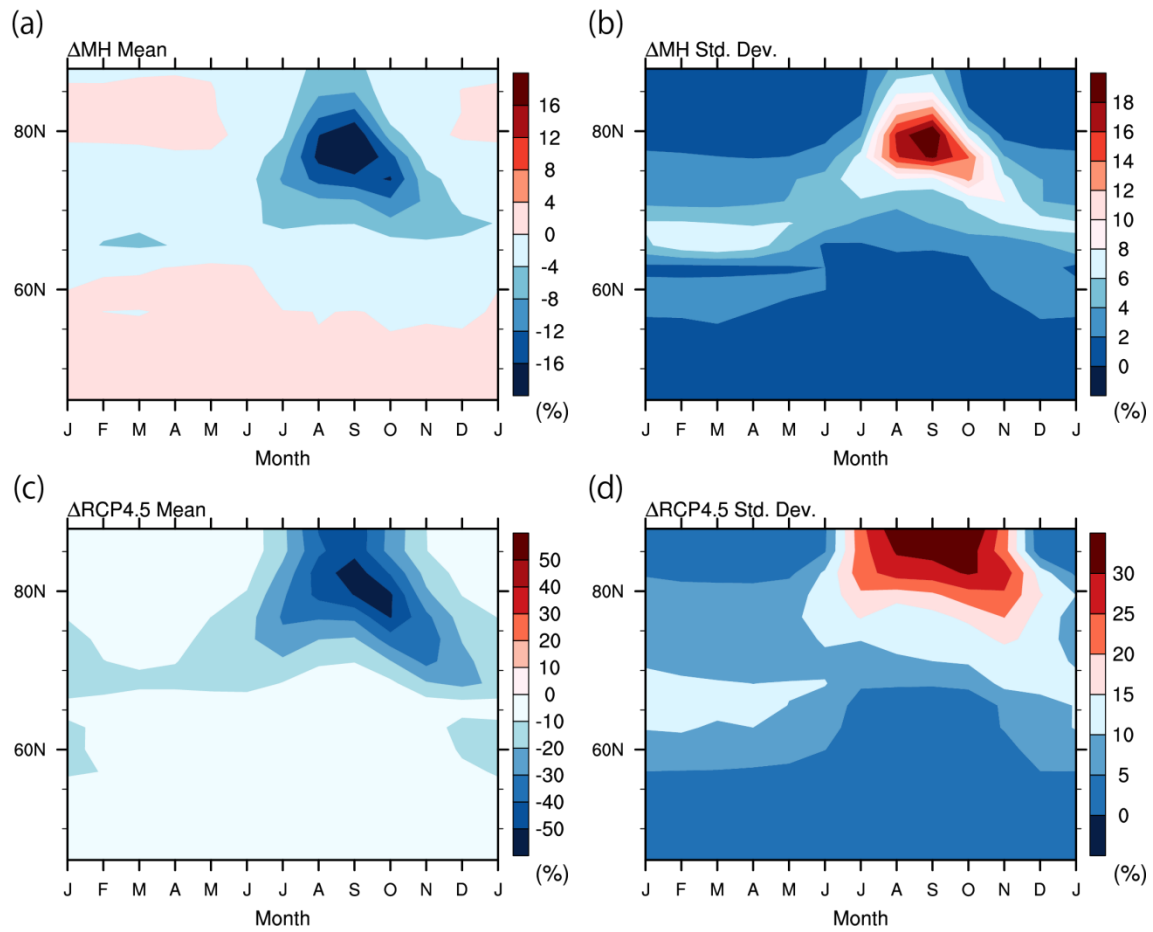 (a)
ΔMH Mean
80N
60N
J F M A M J J A S O N D J
Month
16
12
8
4
0
-4
-8
-12
-16
(%)
(b)
ΔMH Std. Dev.
80N
60N
J F M A M J J A S O N D J
Month
18
16
14
12
10
8
6
4
2
0
(%)
(c)
ΔRCP4.5 Mean
80N
60N
J F M A M J J A S O N D J
Month
50
40
30
20
10
0
-10
-20
-30
-40
-50
(%)
(d)
ΔRCP4.5 Std. Dev.
80N
60N
J F M A M J J A S O N D J
Month
30
25
20
15
10
5
0
(%)